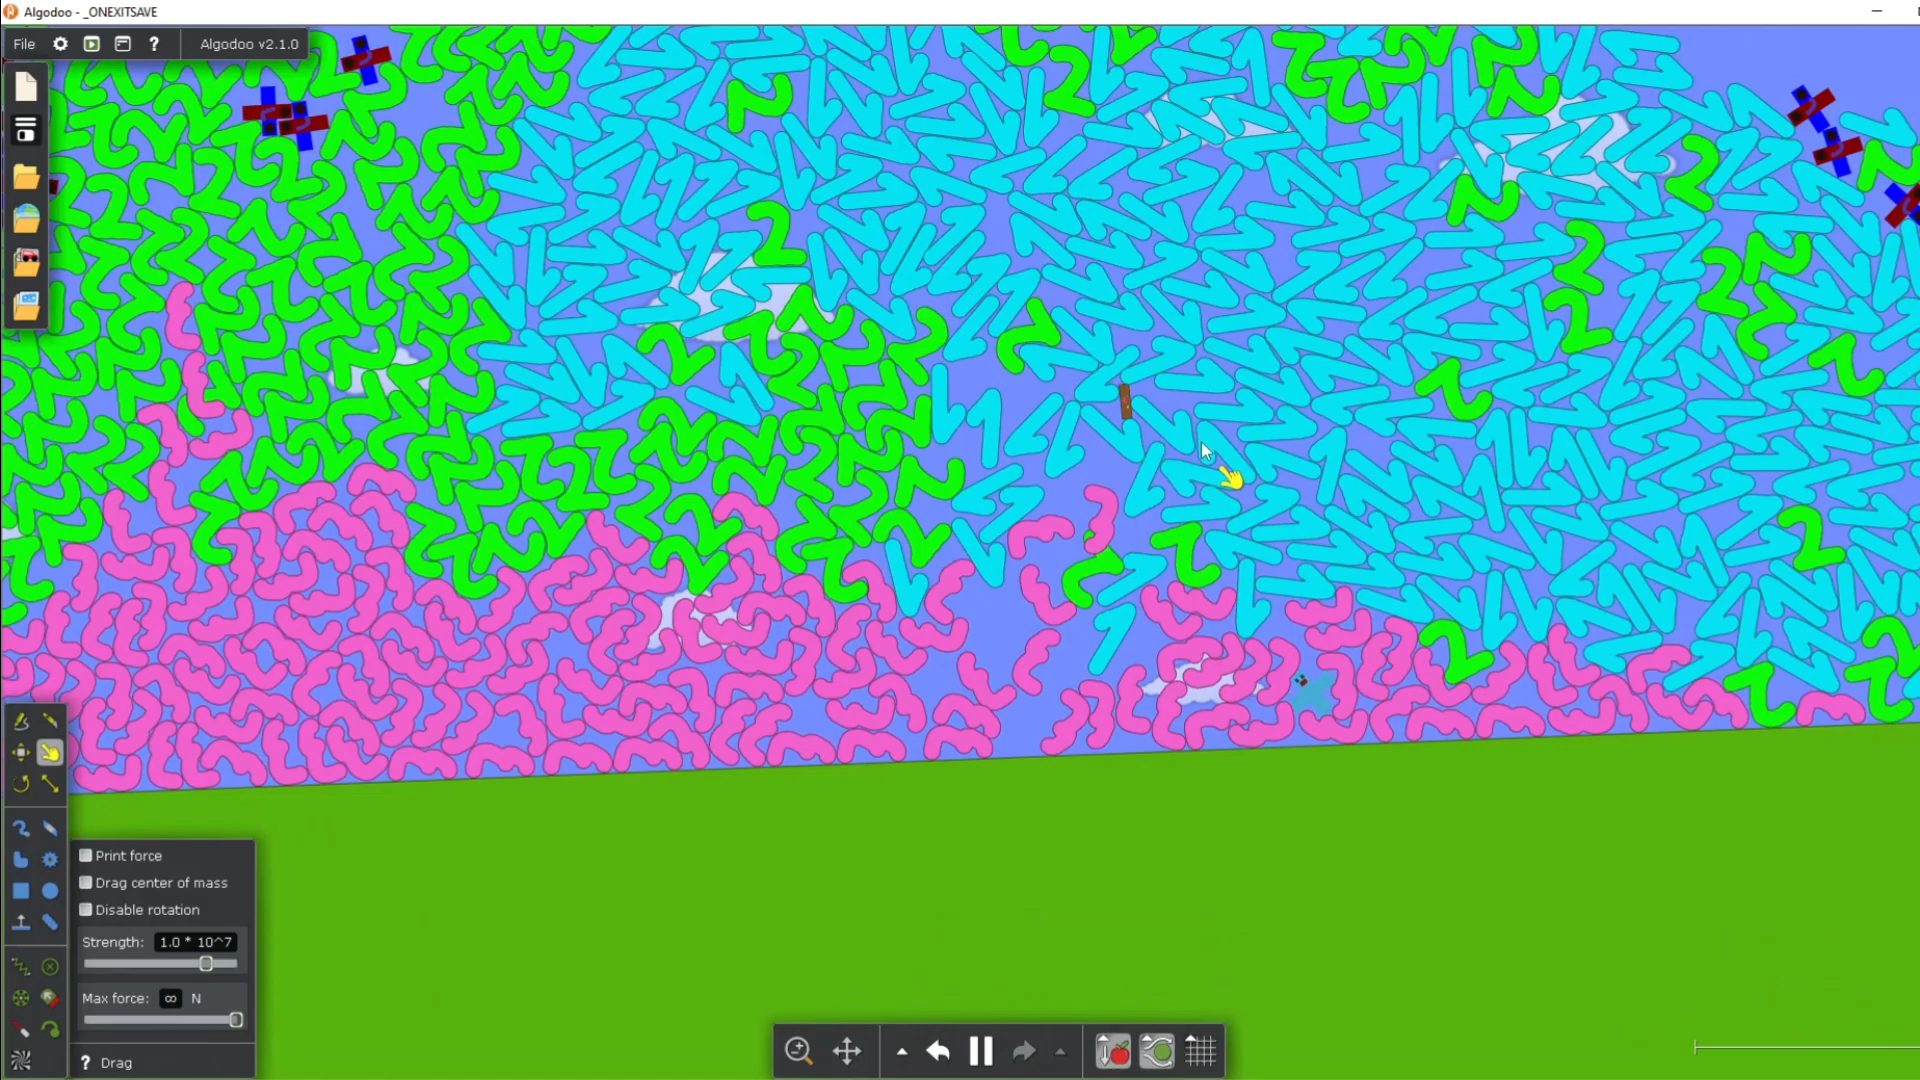 Algodoo - _ONEXITSAVE
File ? Algodoo v2.1.0
Print force
Drag center of mass
Disable rotation
Strength: 1.0 * 10^7
Max force: ∞ N
? Drag